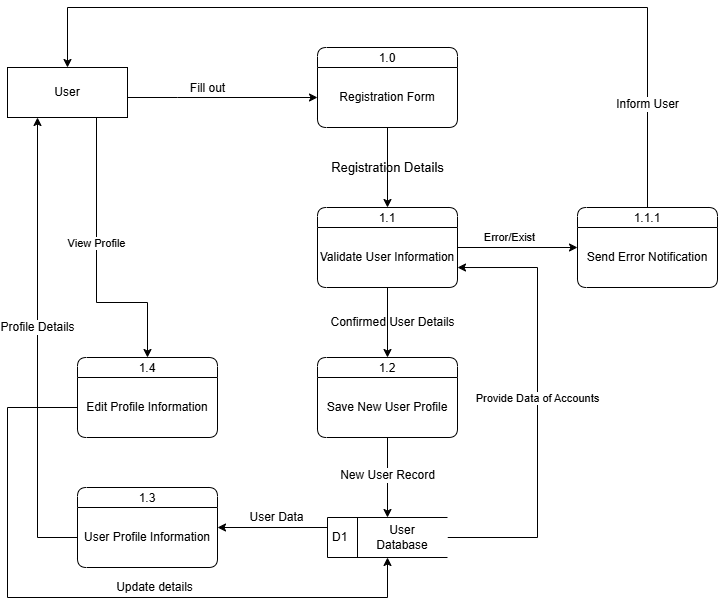 1.0
User
Fill out
Registration Form
Inform User
Registration Details
1.1
1.1.1
View Profile
Error/Exist
Validate User Information
Send Error Notification
Profile Details
Confirmed User Details
1.4
1.2
Edit Profile Information
Save New User Profile
Provide Data of Accounts
New User Record
1.3
User Data
User Profile Information
D1
User
Database
Update details